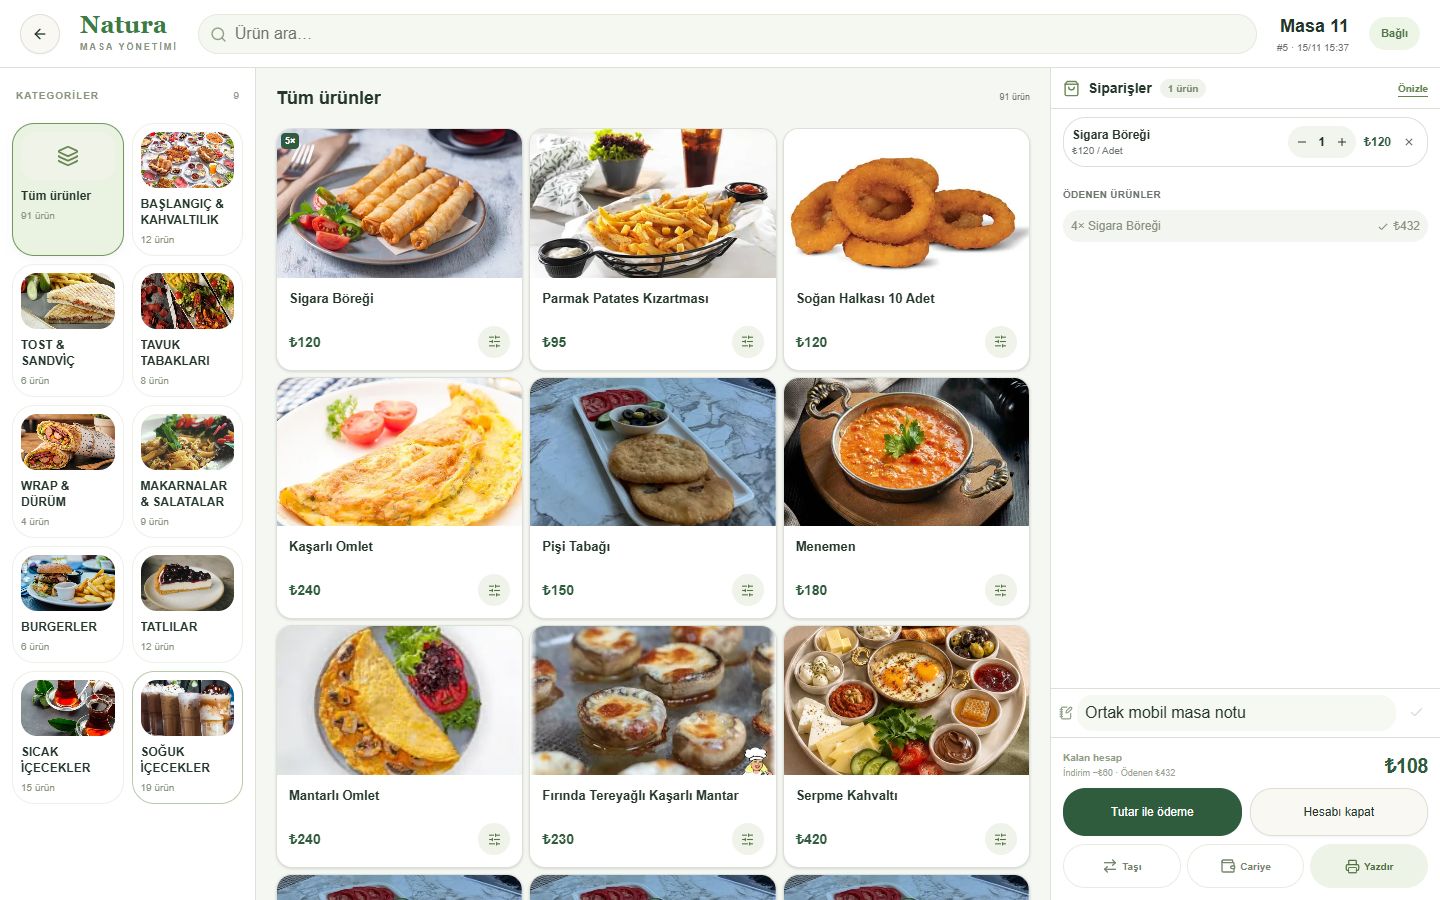 Natura
MASA YÖNETİMİ
Ürün ara...
Masa 11
#5 · 15/11 15:37
Bağlı
KATEGORİLER
9
Tüm ürünler
91 ürün
BAŞLANGIÇ &
KAHVALTILIK
12 ürün
TOST &
SANDVİÇ
6 ürün
TAVUK
TABAKLARI
8 ürün
WRAP &
DÜRÜM
4 ürün
MAKARNALAR
& SALATALAR
9 ürün
BURGERLER
6 ürün
TATLILAR
12 ürün
SICAK
İÇECEKLER
15 ürün
SOĞUK
İÇECEKLER
19 ürün
Tüm ürünler
91 ürün
5×
Sigara Böreği
₺120
Parmak Patates Kızartması
₺95
Soğan Halkası 10 Adet
₺120
Kaşarlı Omlet
₺240
Pişi Tabağı
₺150
Menemen
₺180
Mantarlı Omlet
₺240
Fırında Tereyağlı Kaşarlı Mantar
₺230
Serpme Kahvaltı
₺420
Siparişler
1 ürün
Önizle
Sigara Böreği
₺120 / Adet
1
₺120
ÖDENEN ÜRÜNLER
4× Sigara Böreği
₺432
Ortak mobil masa notu
Kalan hesap
İndirim −₺60 · Ödenen ₺432
₺108
Tutar ile ödeme
Hesabı kapat
Taşı
Cariye
Yazdır